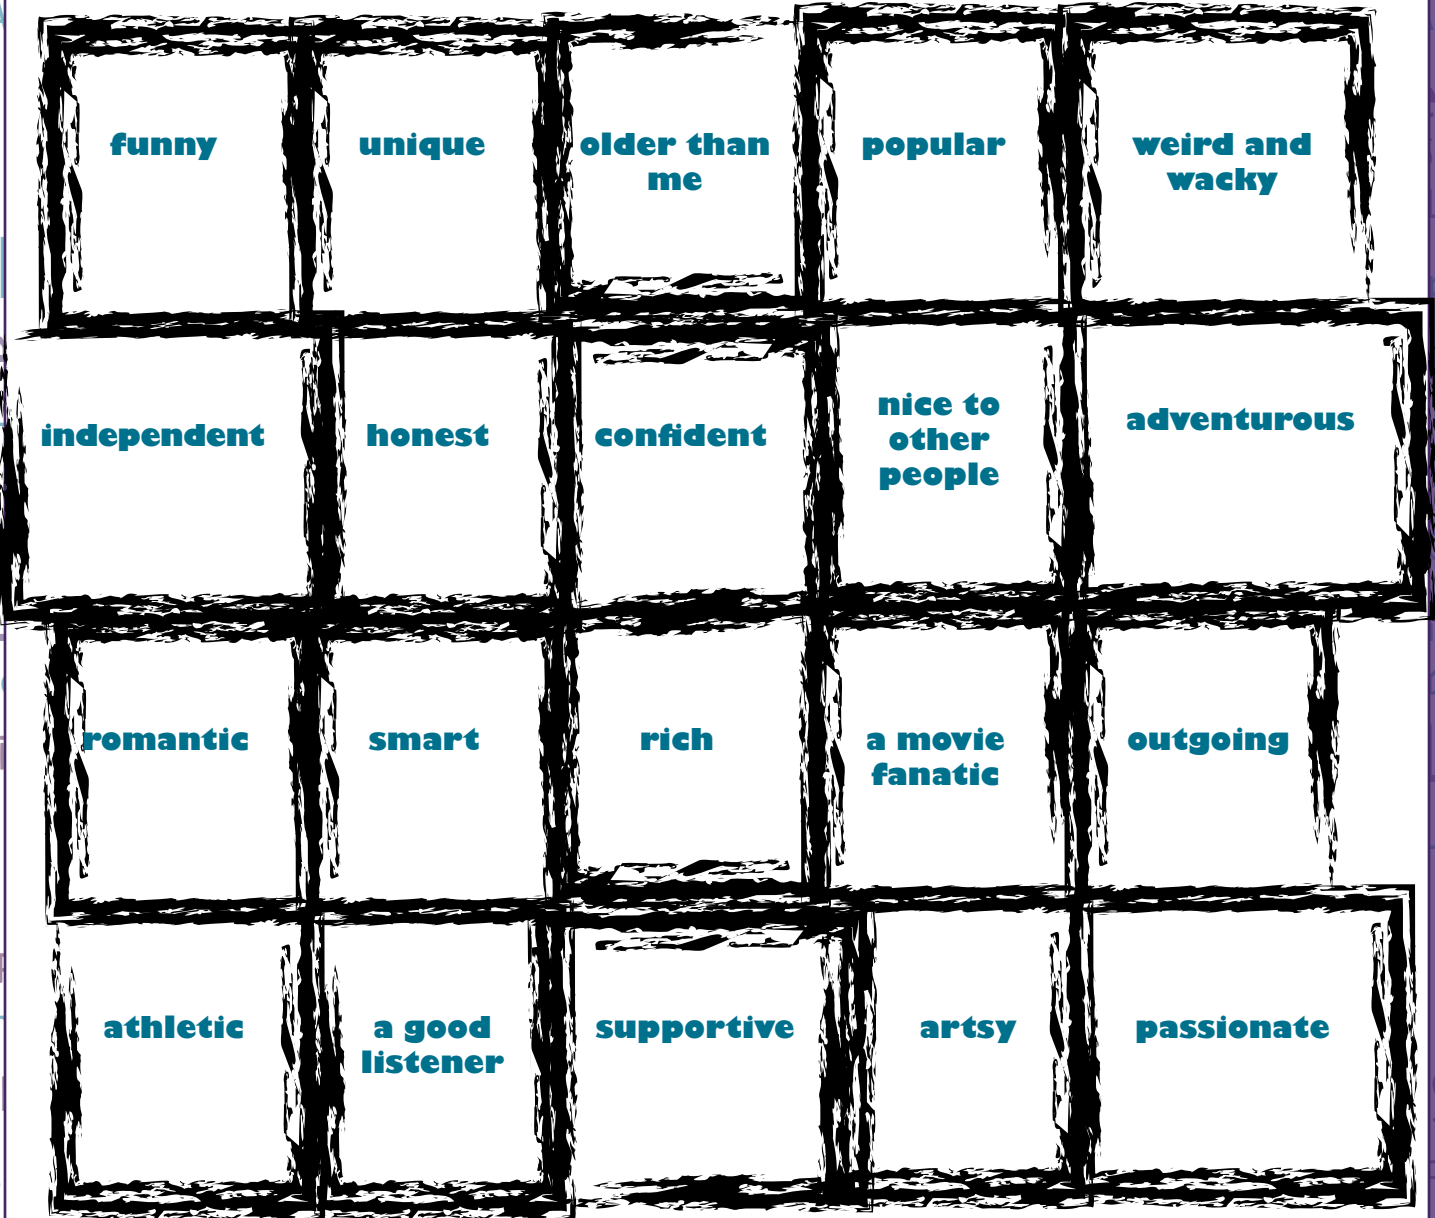 funny
unique
older than
me
popular
weird and
wacky
independent
honest
confident
nice to
other
people
adventurous
romantic
smart
rich
a movie
fanatic
outgoing
athletic
a good
listener
supportive
artsy
passionate